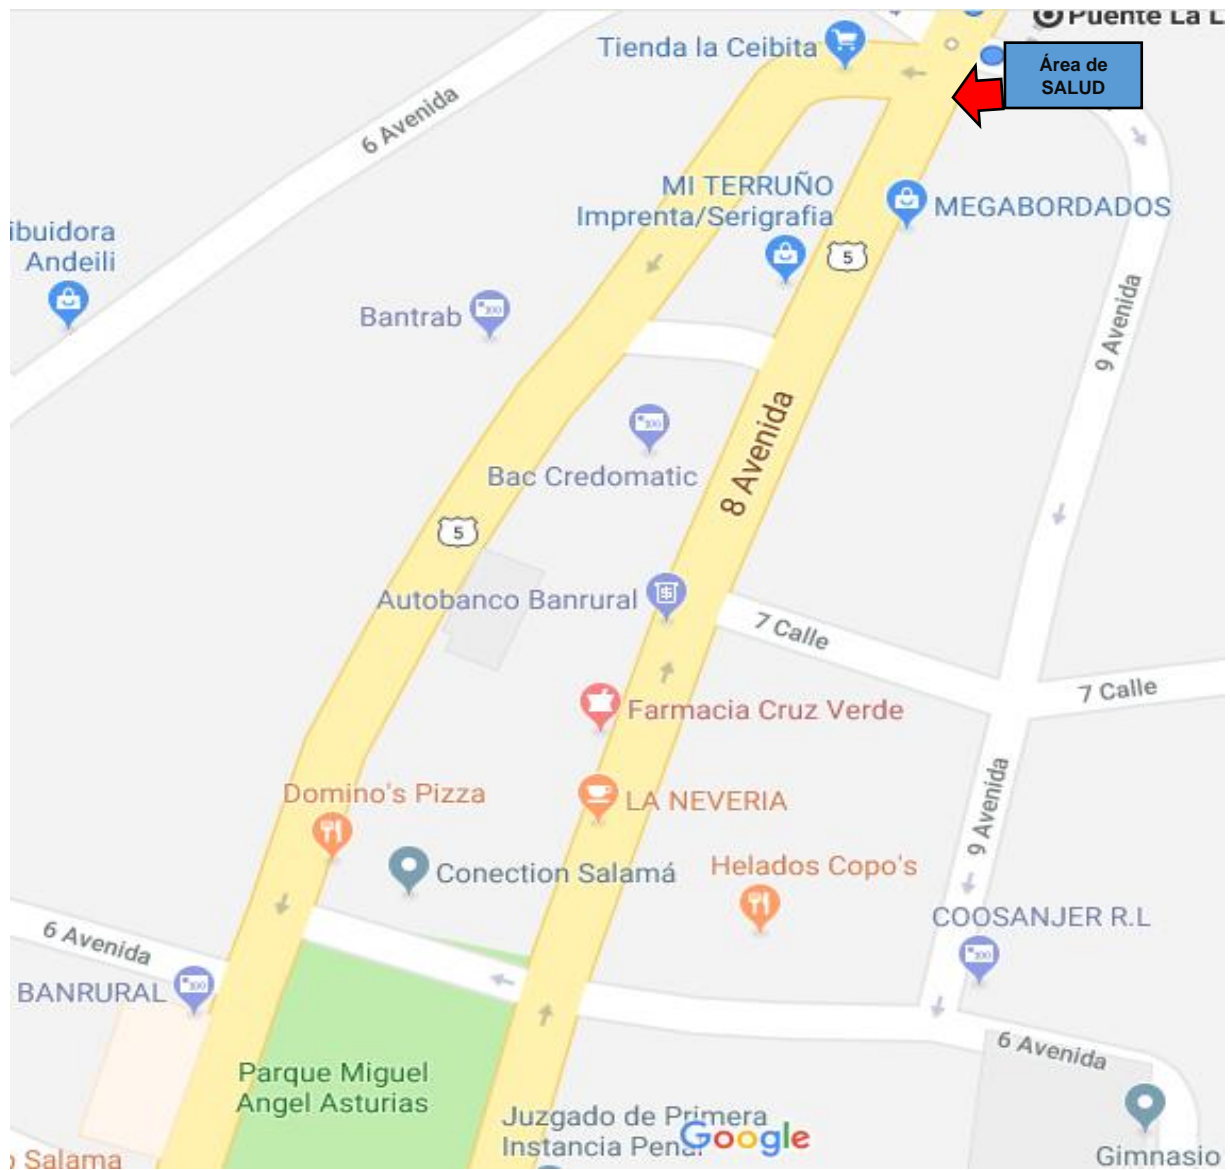 Puente La L
Tienda la Ceibita
Área de
SALUD
6 Avenida
MI TERRUÑO
Imprenta/Serigrafia
MEGABORDADOS
ibuidora
Andeili
5
9 Avenida
Bantrab
8 Avenida
Bac Credomatic
5
Autobanco Banrural
7 Calle
7 Calle
Farmacia Cruz Verde
Domino's Pizza
LA NEVERIA
9 Avenida
Conection Salamá
Helados Copo's
COOSANJER R.L
6 Avenida
BANRURAL
6 Avenida
Parque Miguel
Angel Asturias
Juzgado de Primera
Instancia Penal
Google
Gimnasio
Salama